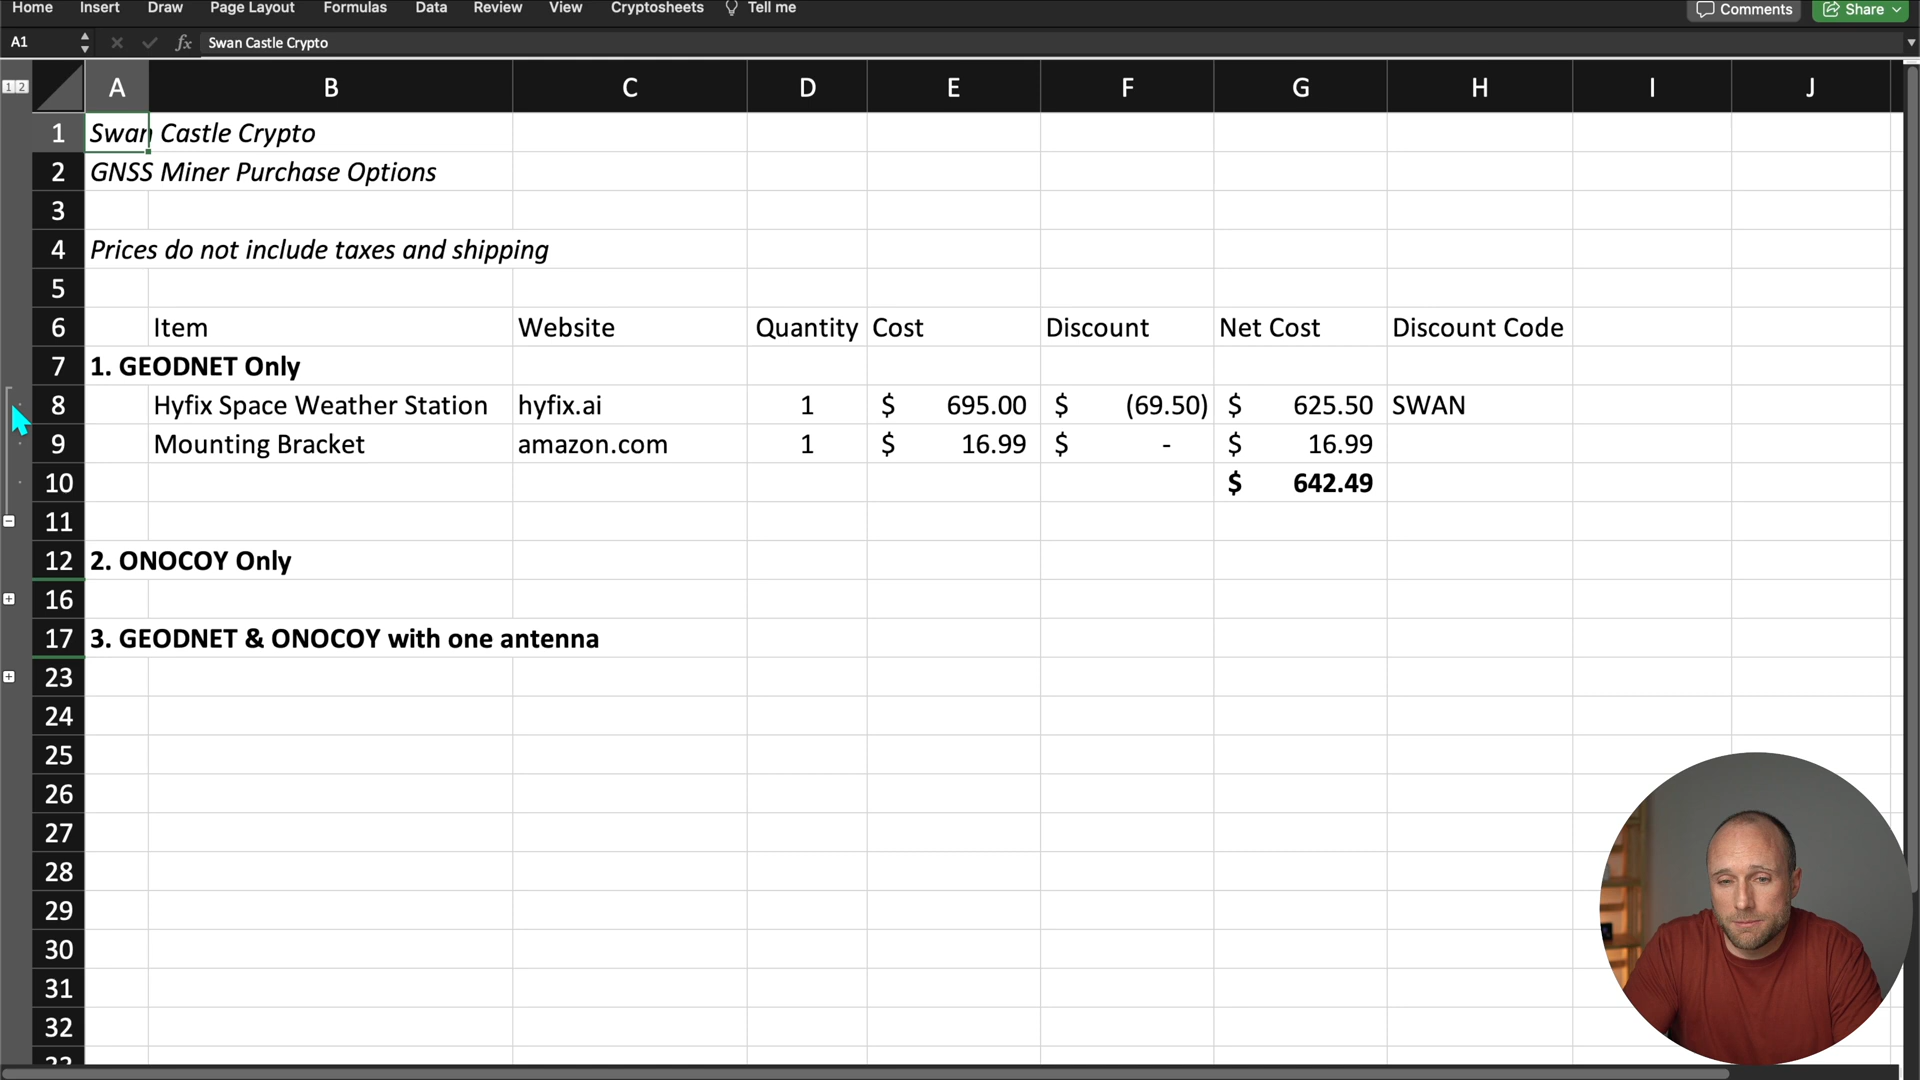 Home Insert Draw Page Layout Formulas Data Review View Cryptosheets Tell me Comments Share
A1 fx Swan Castle Crypto
1 2 A B C D E F G H I J
1 Swan Castle Crypto
2 GNSS Miner Purchase Options
3
4 Prices do not include taxes and shipping
5
6 Item Website Quantity Cost Discount Net Cost Discount Code
7 1. GEODNET Only
8 Hyfix Space Weather Station hyfix.ai 1 $ 695.00 $ (69.50) $ 625.50 SWAN
9 Mounting Bracket amazon.com 1 $ 16.99 $ - $ 16.99
10 $ 642.49
11
12 2. ONOCOY Only
16
17 3. GEODNET & ONOCOY with one antenna
23
24
25
26
27
28
29
30
31
32